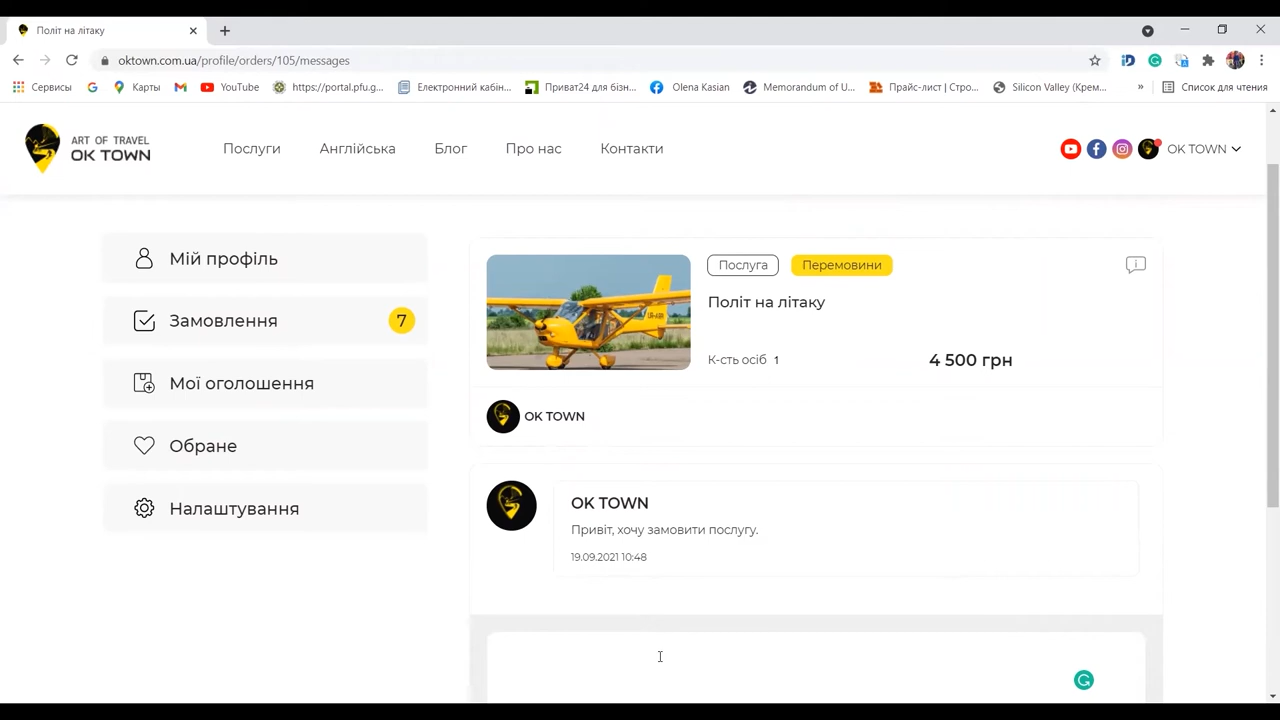 Політ на літаку
oktown.com.ua/profile/orders/105/messages
Сервисы
Карты
YouTube
https://portal.pfu.g...
Електронний кабін...
Приват24 для бізн...
Olena Kasian
Memorandum of U...
Прайс-лист | Стро...
Silicon Valley (Крем...
»
Список для чтения
ART OF TRAVEL
OK TOWN
Послуги
Англійська
Блог
Про нас
Контакти
OK TOWN
Мій профіль
Замовлення
7
Мої оголошення
Обране
Налаштування
Послуга
Перемовини
Політ на літаку
К-сть осіб 1
4 500 грн
OK TOWN
OK TOWN
Привіт, хочу замовити послугу.
19.09.2021 10:48